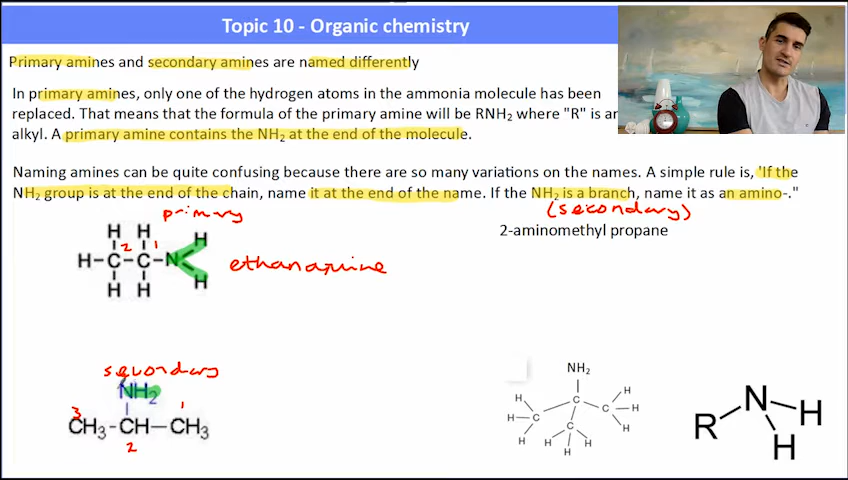 Topic 10 - Organic chemistry
Primary amines and secondary amines are named differently
In primary amines, only one of the hydrogen atoms in the ammonia molecule has been
replaced. That means that the formula of the primary amine will be RNH2 where "R" is an
alkyl. A primary amine contains the NH2 at the end of the molecule.
Naming amines can be quite confusing because there are so many variations on the names. A simple rule is, 'If the
NH2 group is at the end of the chain, name it at the end of the name. If the NH2 is a branch, name it as an amino-."
primary
(secondary)
2-aminomethyl propane
H H
H
2 1
H-C-C-N
H
H H
ethanamine
secondary
NH2
3
1
CH3-CH-CH3
2
NH2
H
H
C
H
C
C
H
H
C
H
H
H
H
R
N
H
H